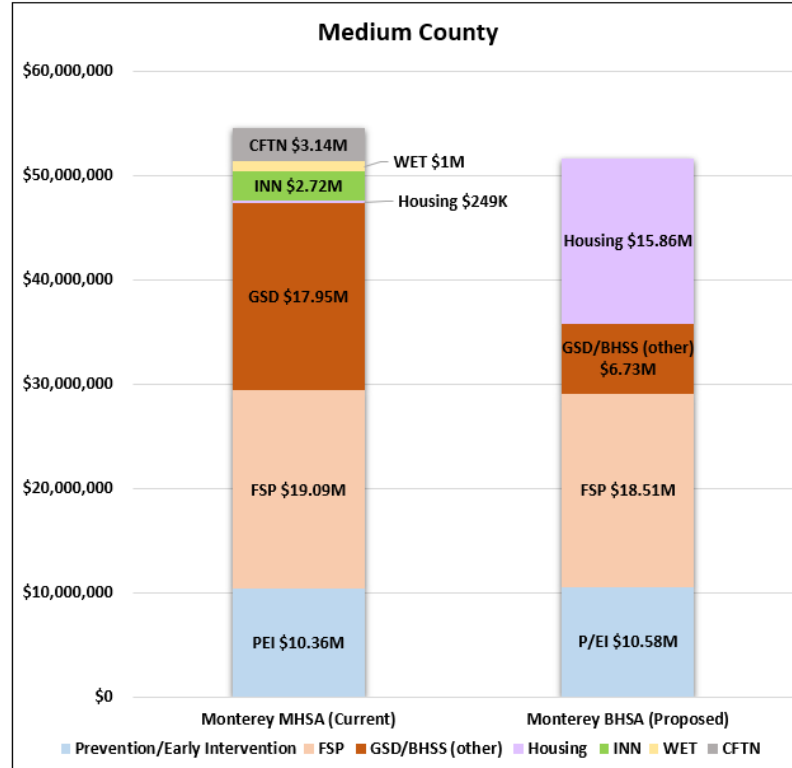 Medium County
$60,000,000
$50,000,000
$40,000,000
$30,000,000
$20,000,000
$10,000,000
$0
CFTN $3.14M
WET $1M
INN $2.72M
Housing $249K
GSD $17.95M
FSP $19.09M
PEI $10.36M
Housing $15.86M
GSD/BHSS (other)
$6.73M
FSP $18.51M
P/EI $10.58M
Monterey MHSA (Current)
Monterey BHSA (Proposed)
Prevention/Early Intervention FSP GSD/BHSS (other) Housing INN WET CFTN